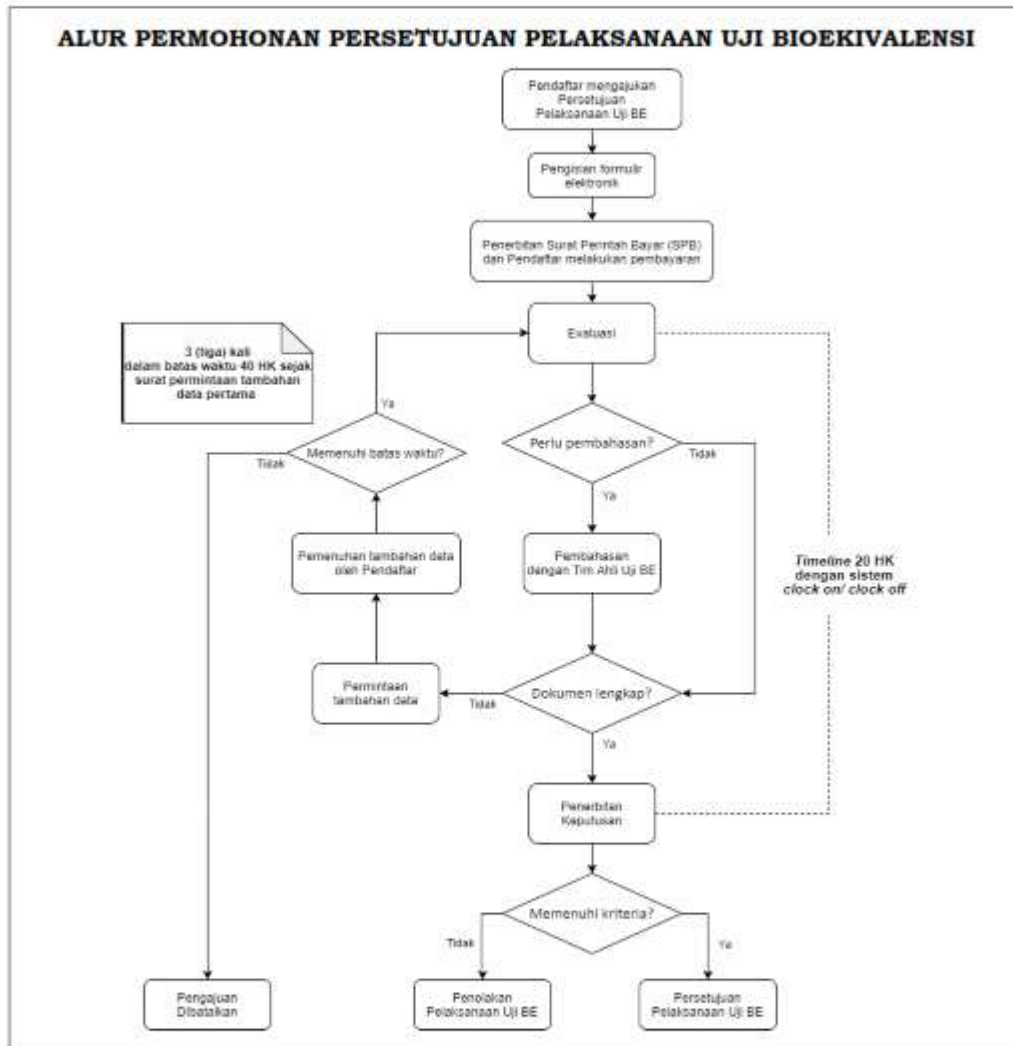 ALUR PERMOHONAN PERSETUJUAN PELAKSANAAN UJI BIOEKIVALENSI
Pendaftar mengajukan
Persetujuan
Pelaksanaan Uji BE
Pengisian formulir
elektronik
Penerbitan Surat Perintah Bayar (SPB)
dan Pendaftar melakukan pembayaran
Evaluasi
3 (tiga) kali
dalam batas waktu 40 HK sejak
surat permintaan tambahan
data pertama
Ya
Memenuhi batas waktu?
Tidak
Perlu pembahasan?
Tidak
Ya
Pemenuhan tambahan data
oleh Pendaftar
Pembahasan
dengan Tim Ahli Uji BE
Timeline 20 HK
dengan sistem
clock on/ clock off
Permintaan
tambahan data
Tidak
Dokumen lengkap?
Ya
Penerbitan
Keputusan
Memenuhi kriteria?
Tidak
Ya
Pengajuan
Dibatalkan
Penolakan
Pelaksanaan Uji BE
Persetujuan
Pelaksanaan Uji BE